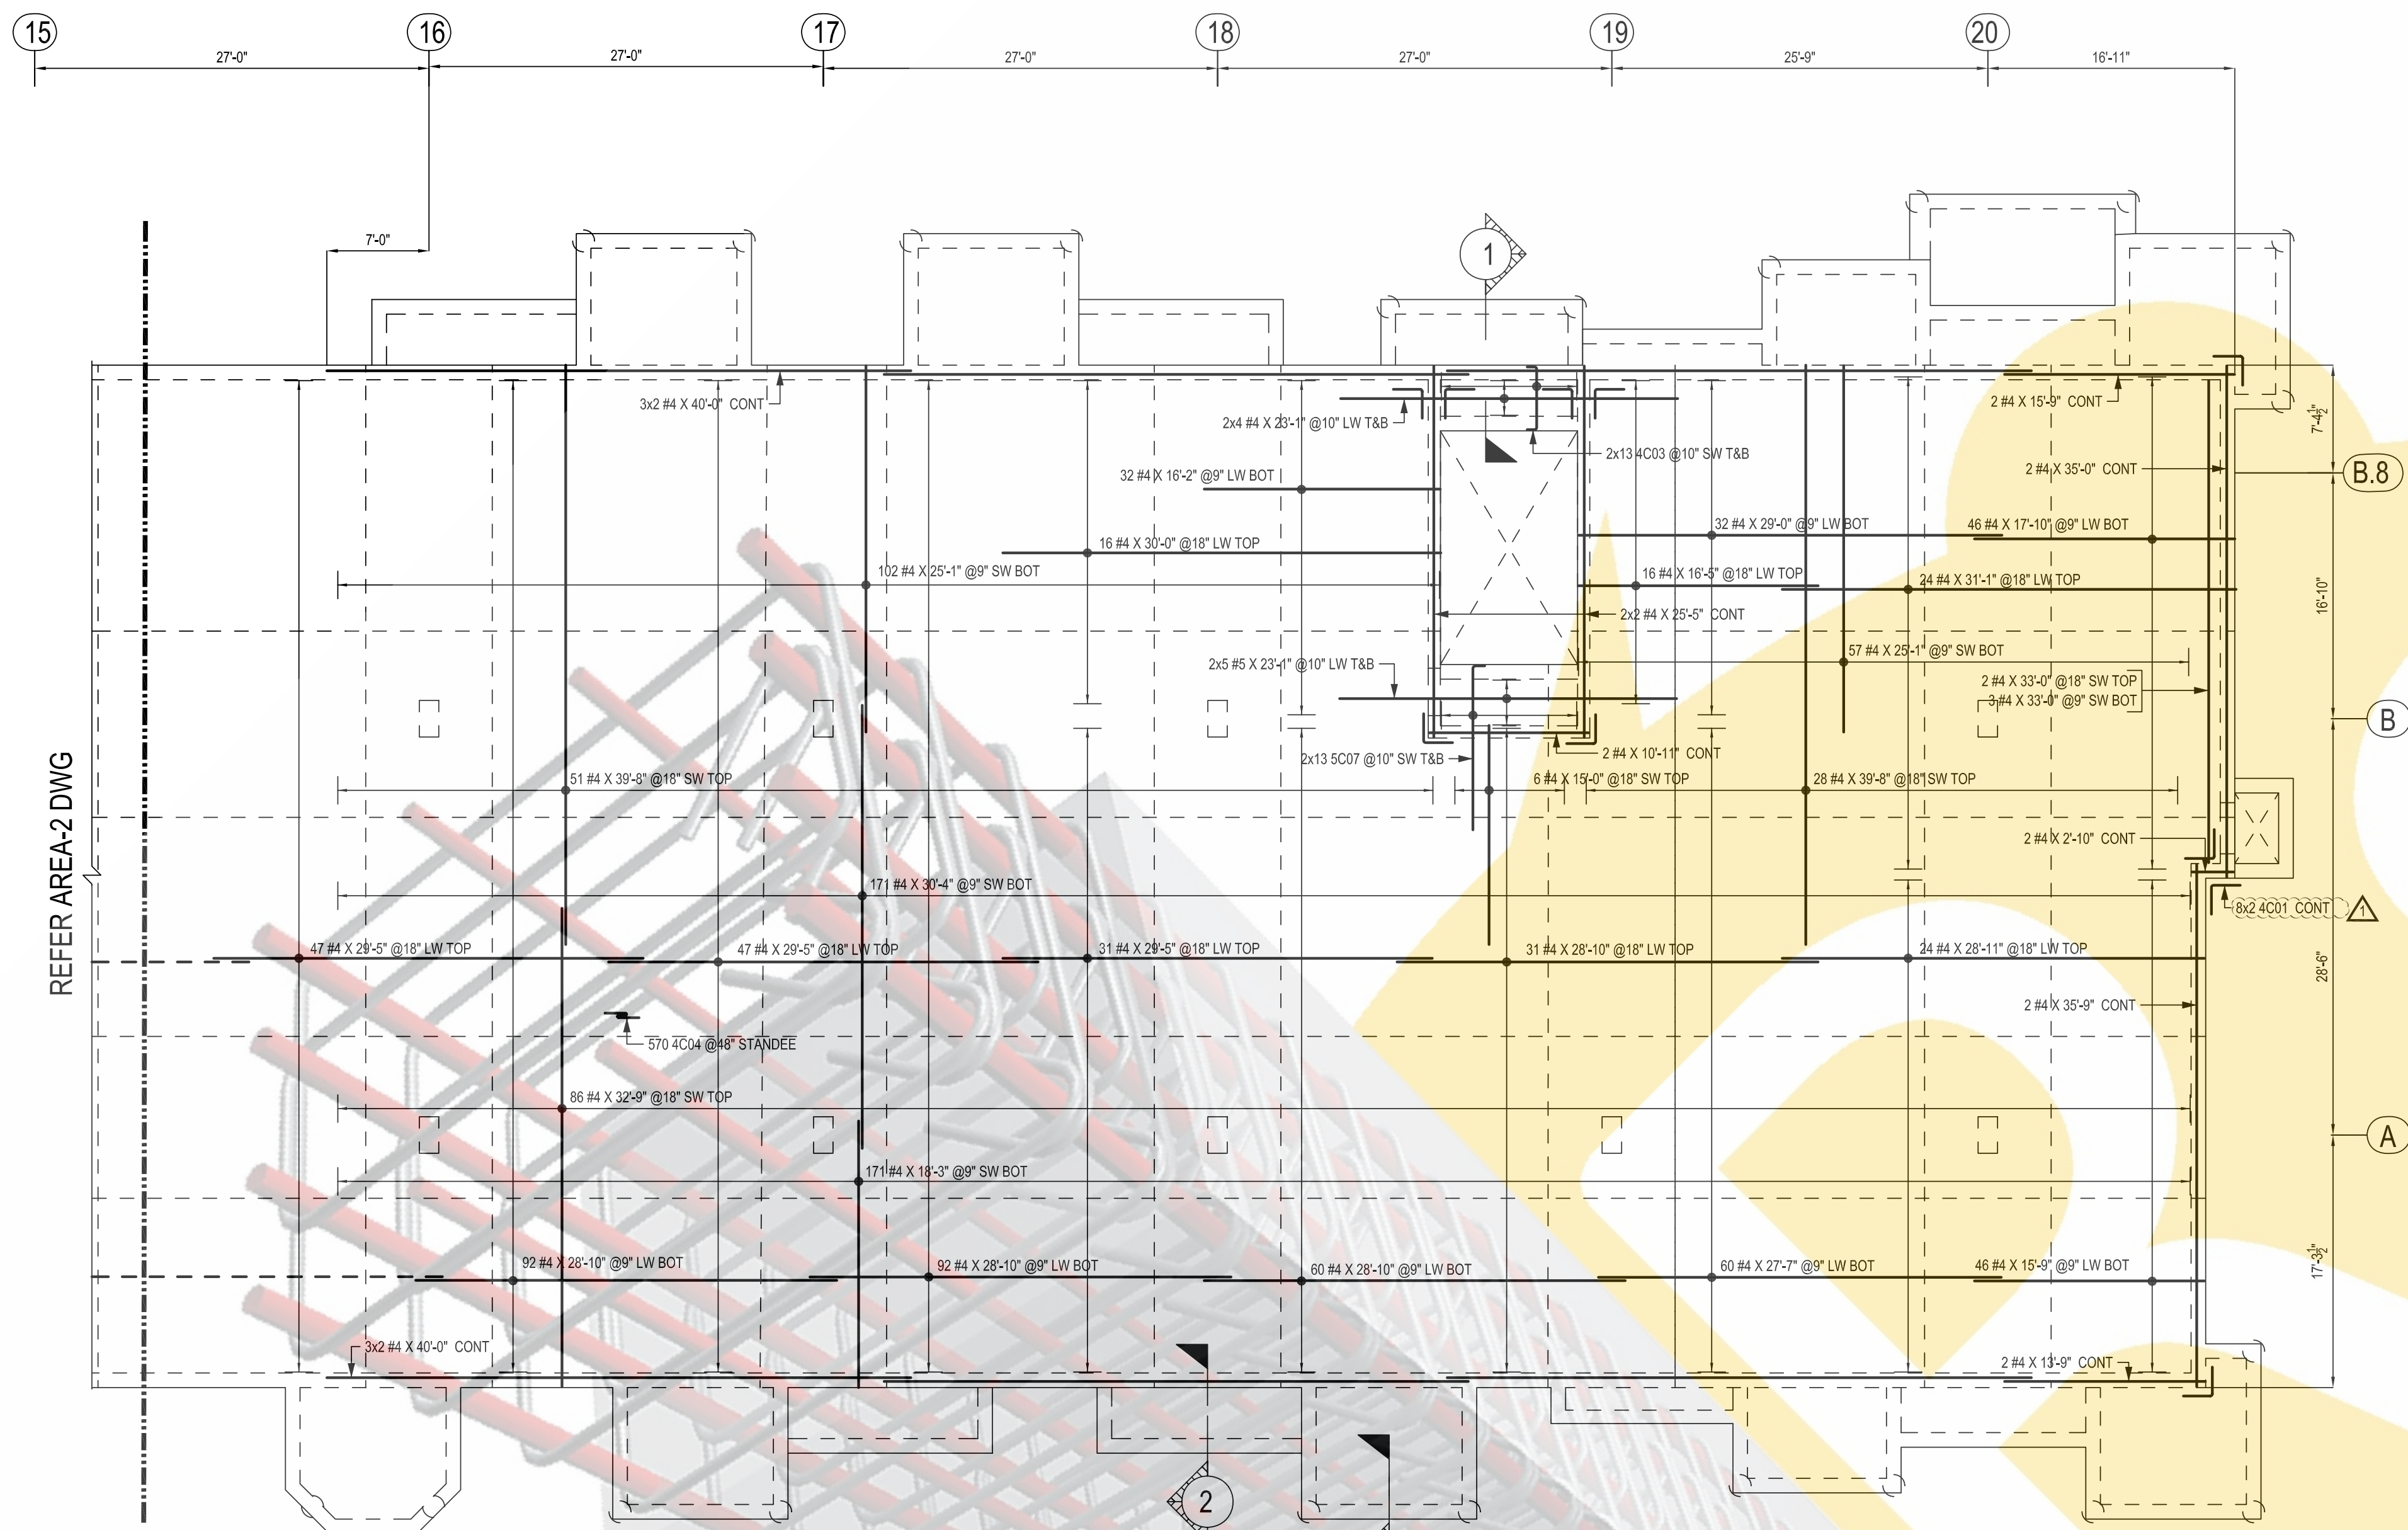 15
16
17
18
19
20
27'-0"
27'-0"
27'-0"
27'-0"
25'-9"
16'-11"
7'-0"
1
3x2 #4 X 40'-0" CONT
2x4 #4 X 23'-1" @10" LW T&B
2 #4 X 15'-9" CONT
7'-4½"
2x13 4C03 @10" SW T&B
2 #4 X 35'-0" CONT
B.8
32 #4 X 16'-2" @9" LW BOT
32 #4 X 29'-0" @9" LW BOT
46 #4 X 17'-10" @9" LW BOT
16 #4 X 30'-0" @18" LW TOP
102 #4 X 25'-1" @9" SW BOT
16 #4 X 16'-5" @18" LW TOP
24 #4 X 31'-1" @18" LW TOP
16'-10"
2x2 #4 X 25'-5" CONT
2x5 #5 X 23'-1" @10" LW T&B
57 #4 X 25'-1" @9" SW BOT
2 #4 X 33'-0" @18" SW TOP
3 #4 X 33'-0" @9" SW BOT
B
2x13 5C07 @10" SW T&B
2 #4 X 10'-11" CONT
51 #4 X 39'-8" @18" SW TOP
6 #4 X 15'-0" @18" SW TOP
28 #4 X 39'-8" @18" SW TOP
2 #4 X 2'-10" CONT
REFER AREA-2 DWG
171 #4 X 30'-4" @9" SW BOT
8x2 4C01 CONT
1
47 #4 X 29'-5" @18" LW TOP
47 #4 X 29'-5" @18" LW TOP
31 #4 X 29'-5" @18" LW TOP
31 #4 X 28'-10" @18" LW TOP
24 #4 X 28'-11" @18" LW TOP
28'-6"
2 #4 X 35'-9" CONT
570 4C04 @48" STANDEE
86 #4 X 32'-9" @18" SW TOP
A
171 #4 X 18'-3" @9" SW BOT
92 #4 X 28'-10" @9" LW BOT
92 #4 X 28'-10" @9" LW BOT
60 #4 X 28'-10" @9" LW BOT
60 #4 X 27'-7" @9" LW BOT
46 #4 X 15'-9" @9" LW BOT
17'-3½"
3x2 #4 X 40'-0" CONT
2 #4 X 13'-9" CONT
2